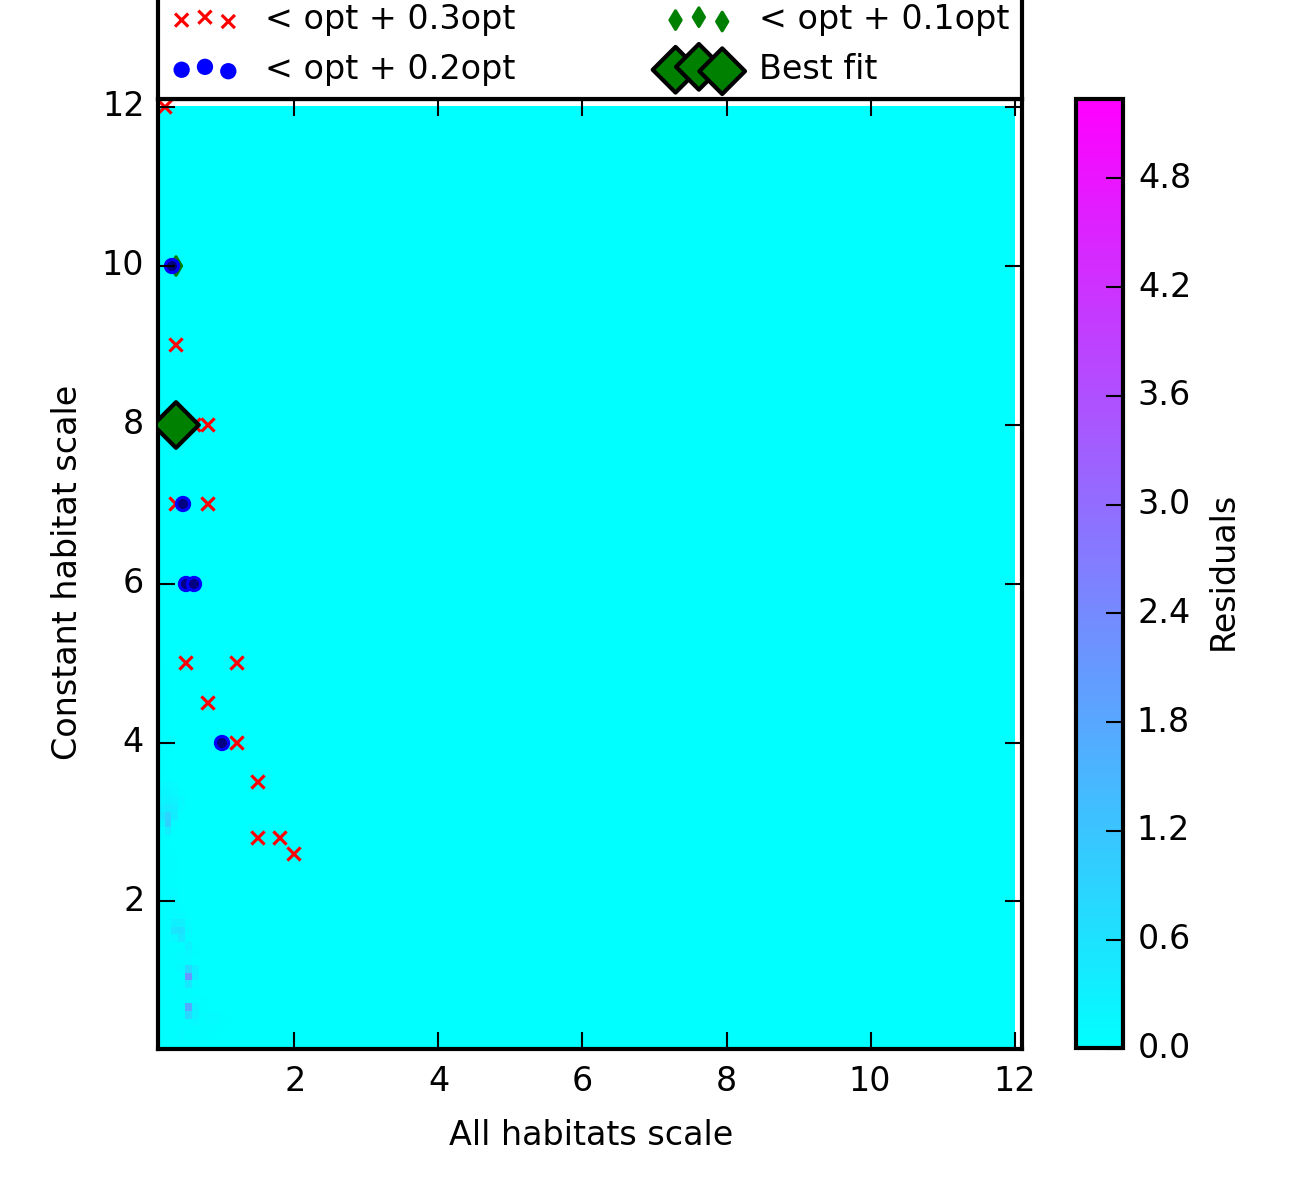 < opt + 0.3opt
< opt + 0.1opt
< opt + 0.2opt
Best fit
12
10
8
6
4
2
Constant habitat scale
2 4 6 8 10 12
All habitats scale
4.8
4.2
3.6
3.0
2.4
1.8
1.2
0.6
0.0
Residuals